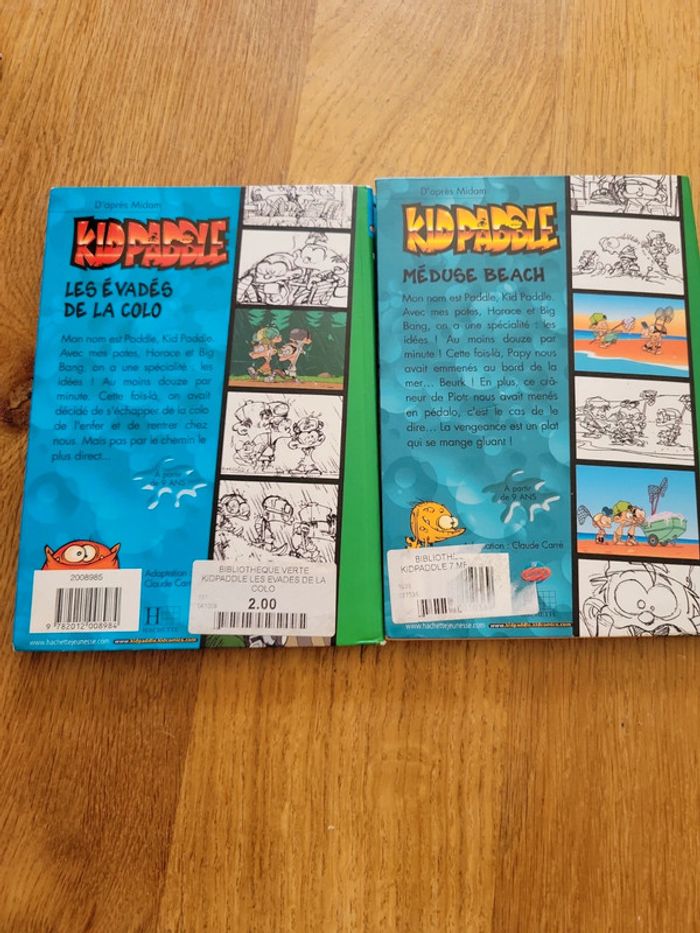 D'après Midam
KID PADDLE
LES ÉVADÉS
DE LA COLO
Mon nom est Paddle, Kid Paddle.
Avec mes potes, Horace et Big
Bang, on a une spécialité : les
idées ! Au moins douze par
minute. Cette fois-là, on avait
décidé de s'échapper de la colo
de l'enfer et de rentrer chez
nous. Mais pas par le chemin le
plus direct...
À partir
de 9 ANS
Adaptation
Claude Carré
2008985
9 782012 008984
BIBLIOTHEQUE VERTE
KIDPADDLE LES EVADES DE LA
COLO
2.00
H
HACHETTE
www.hachettejeunesse.com
www.kidpaddle.kidcomics.com
D'après Midam
KID PADDLE
MÉDUSE BEACH
Mon nom est Paddle, Kid Paddle.
Avec mes potes, Horace et Big
Bang, on a une spécialité : les
idées ! Au moins douze par
minute ! Cette fois-là, Papy nous
avait emmenés au bord de la
mer... Beurk ! En plus, ce crâ-
neur de Piotr nous avait menés
en pédalo, c'est le cas de le
dire... La vengeance est un plat
qui se mange gluant !
À partir
de 9 ANS
: Claude Carré
KIDPADDLE 7
www.hachettejeunesse.com
www.kidpaddle.kidcomics.com